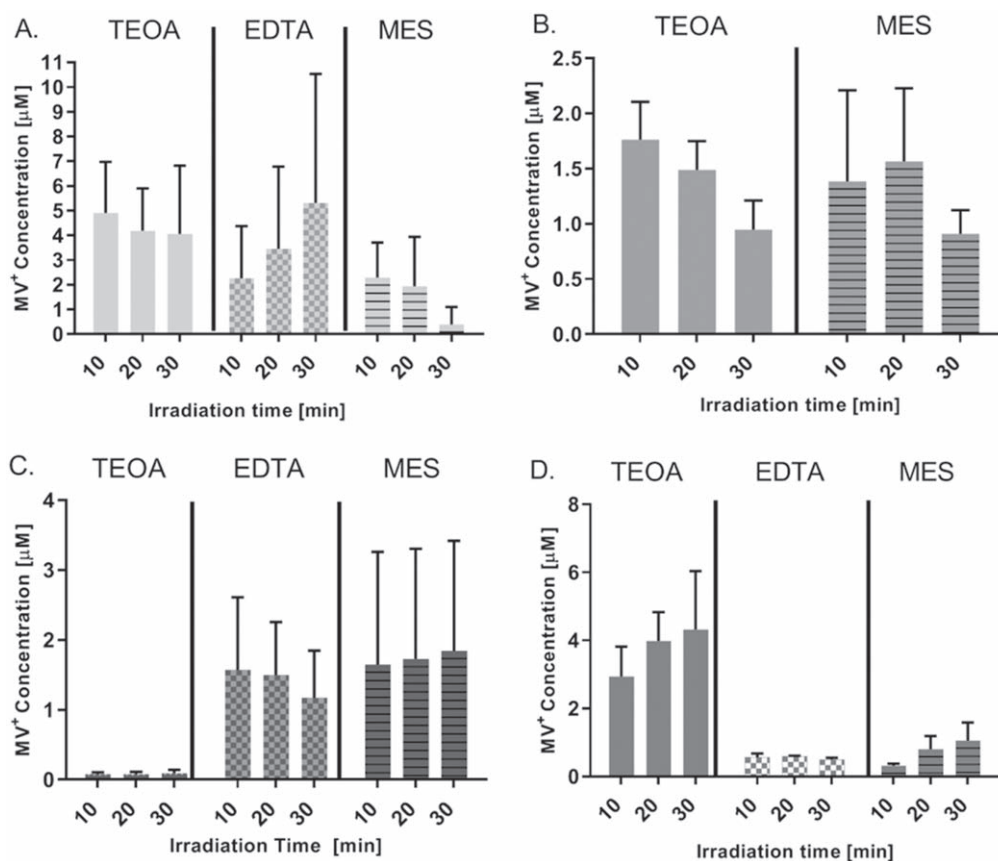 A.
TEOA EDTA MES
MV⁺ Concentration [μM]
11
10
9
8
7
6
5
4
3
2
1
0
10 20 30 10 20 30 10 20 30
Irradiation time [min]
B.
TEOA MES
MV⁺ Concentration [μM]
2.5
2.0
1.5
1.0
0.5
0.0
10 20 30 10 20 30
Irradiation time [min]
C.
TEOA EDTA MES
MV⁺ Concentration [μM]
4
3
2
1
0
10 20 30 10 20 30 10 20 30
Irradiation Time [min]
D.
TEOA EDTA MES
MV⁺ Concentration [μM]
8
6
4
2
0
10 20 30 10 20 30 10 20 30
Irradiation time [min]